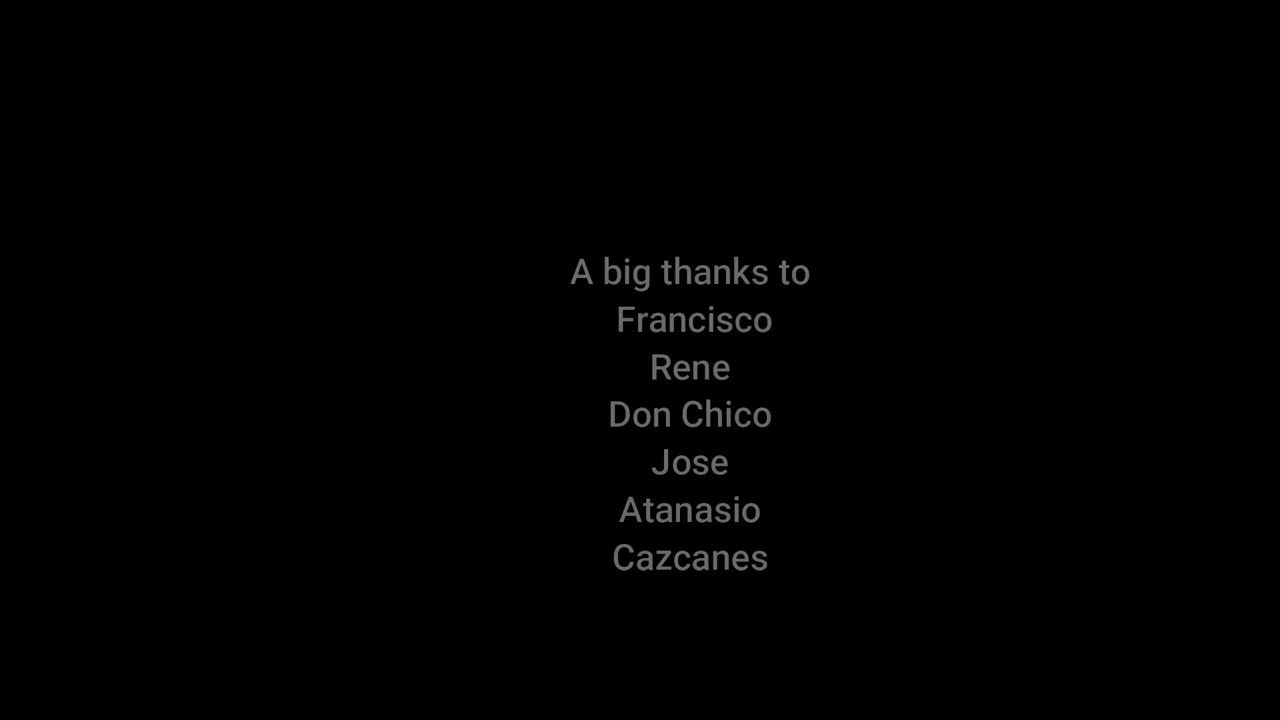 A big thanks to
Francisco
Rene
Don Chico
Jose
Atanasio
Cazcanes